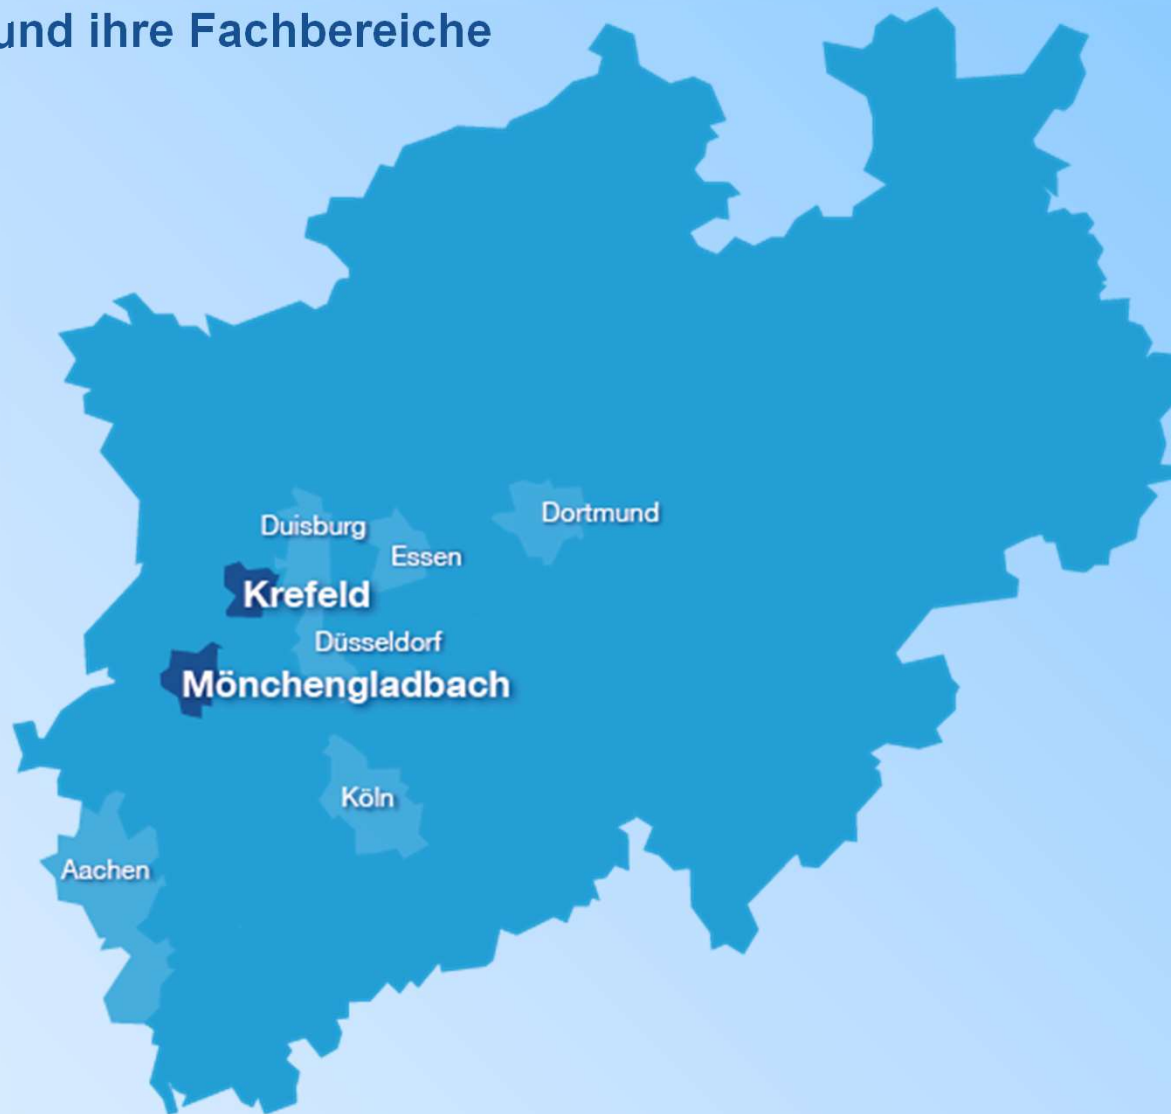 und ihre Fachbereiche
Dortmund
Duisburg
Essen
Krefeld
Düsseldorf
Mönchengladbach
Köln
Aachen